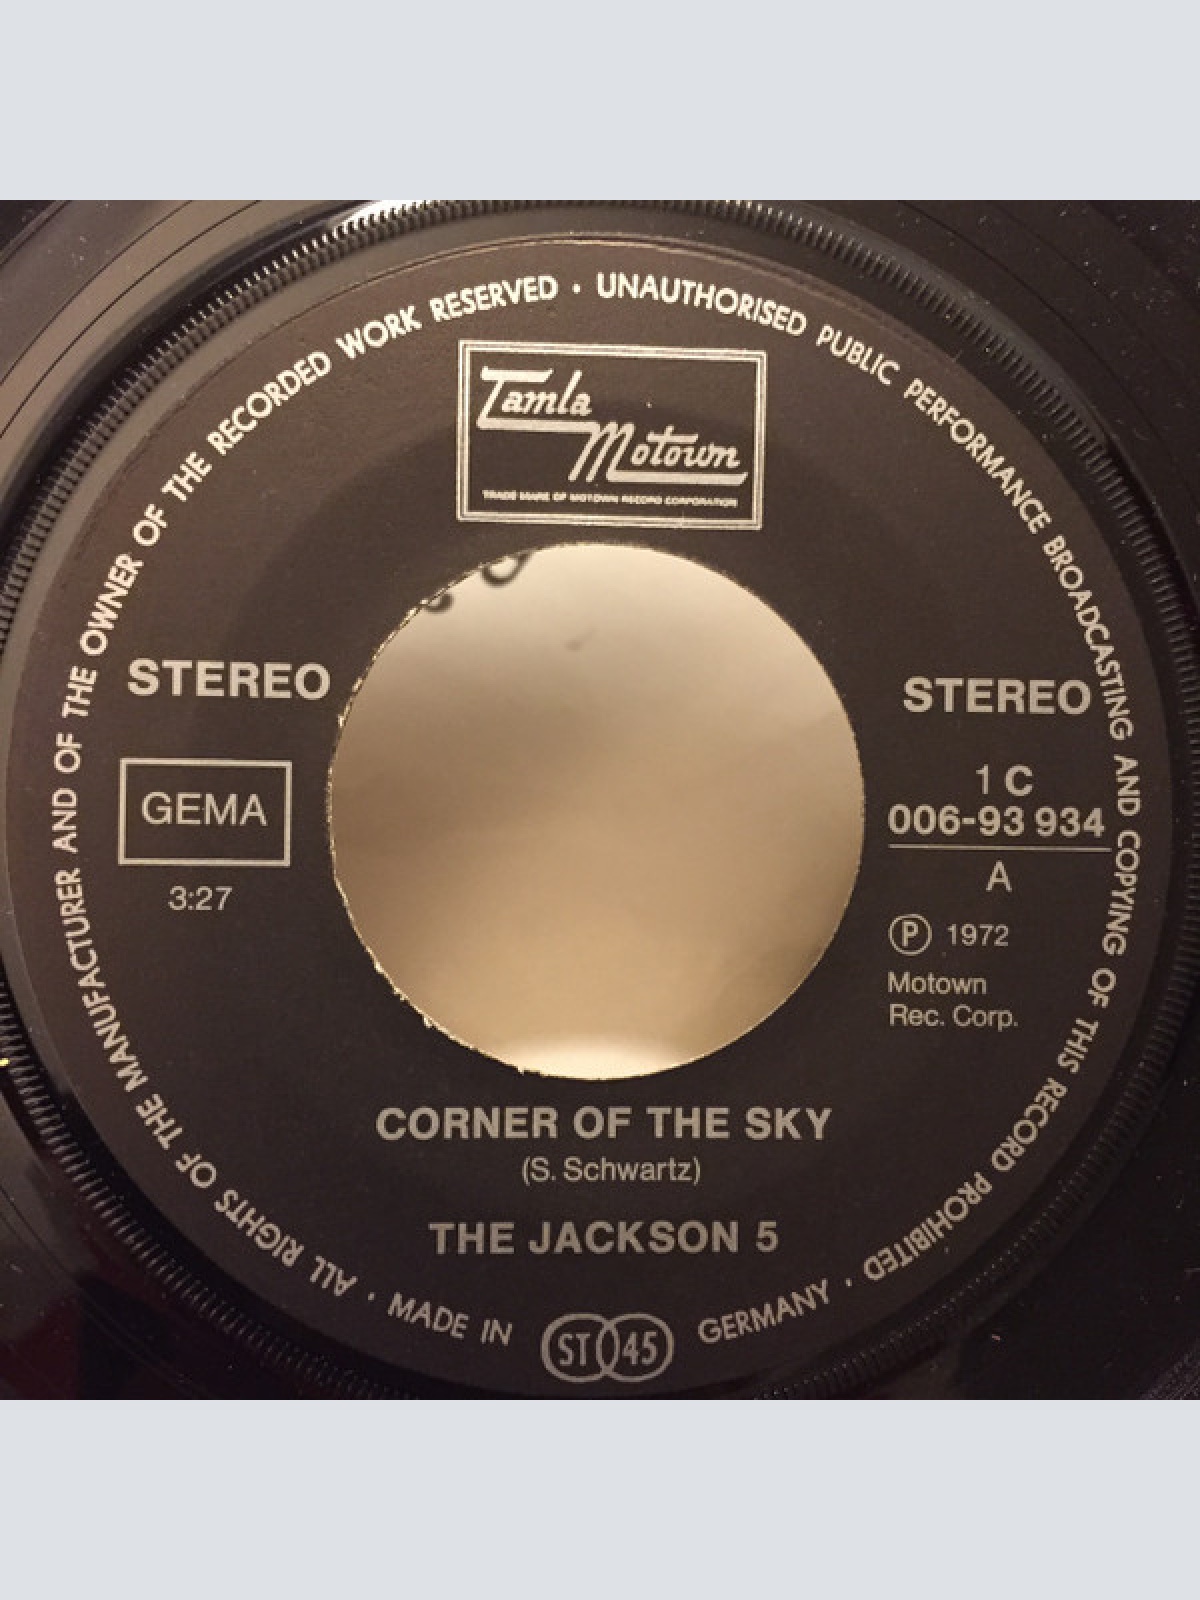 ALL RIGHTS OF THE MANUFACTURER AND OF THE OWNER OF THE RECORDED WORK RESERVED · UNAUTHORISED PUBLIC PERFORMANCE BROADCASTING AND COPYING OF THIS RECORD PROHIBITED ·
Tamla
Motown
TRADE MARK OF MOTOWN RECORD CORPORATION
STEREO
GEMA
3:27
STEREO
1 C
006-93 934
A
℗ 1972
Motown
Rec. Corp.
CORNER OF THE SKY
(S. Schwartz)
THE JACKSON 5
· MADE IN ST 45 GERMANY ·